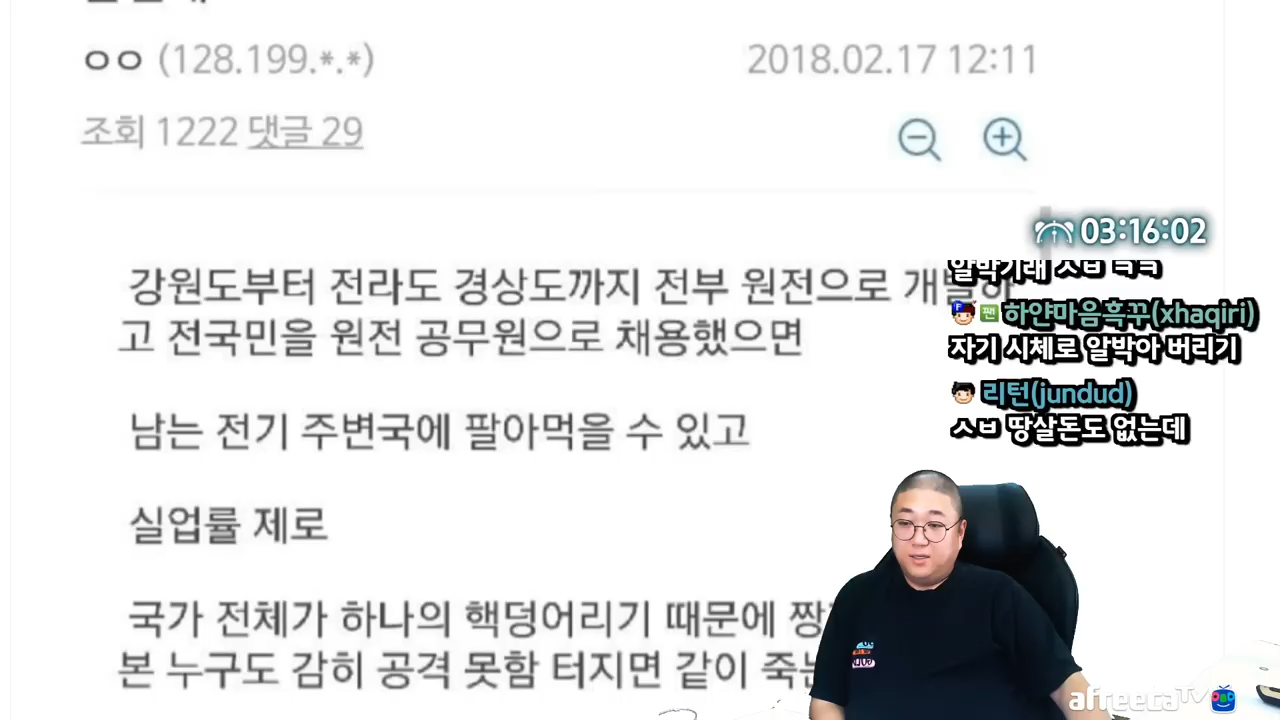 ㅇㅇ (128.199.*.*) 2018.02.17 12:11
조회 1222 댓글 29
강원도부터 전라도 경상도까지 전부 원전으로
고 전국민을 원전 공무원으로 채용했으면
남는 전기 주변국에 팔아먹을 수 있고
실업률 제로
국가 전체가 하나의 핵덩어리기 때문에
본 누구도 감히 공격 못함 터지면 같이
03:16:02
하얀마음흑꾸(xhaqiri)
자기 시체로 알박아 버리기
리턴(jundud)
ㅅㅂ 땅살돈도 없는데
afreecaTV